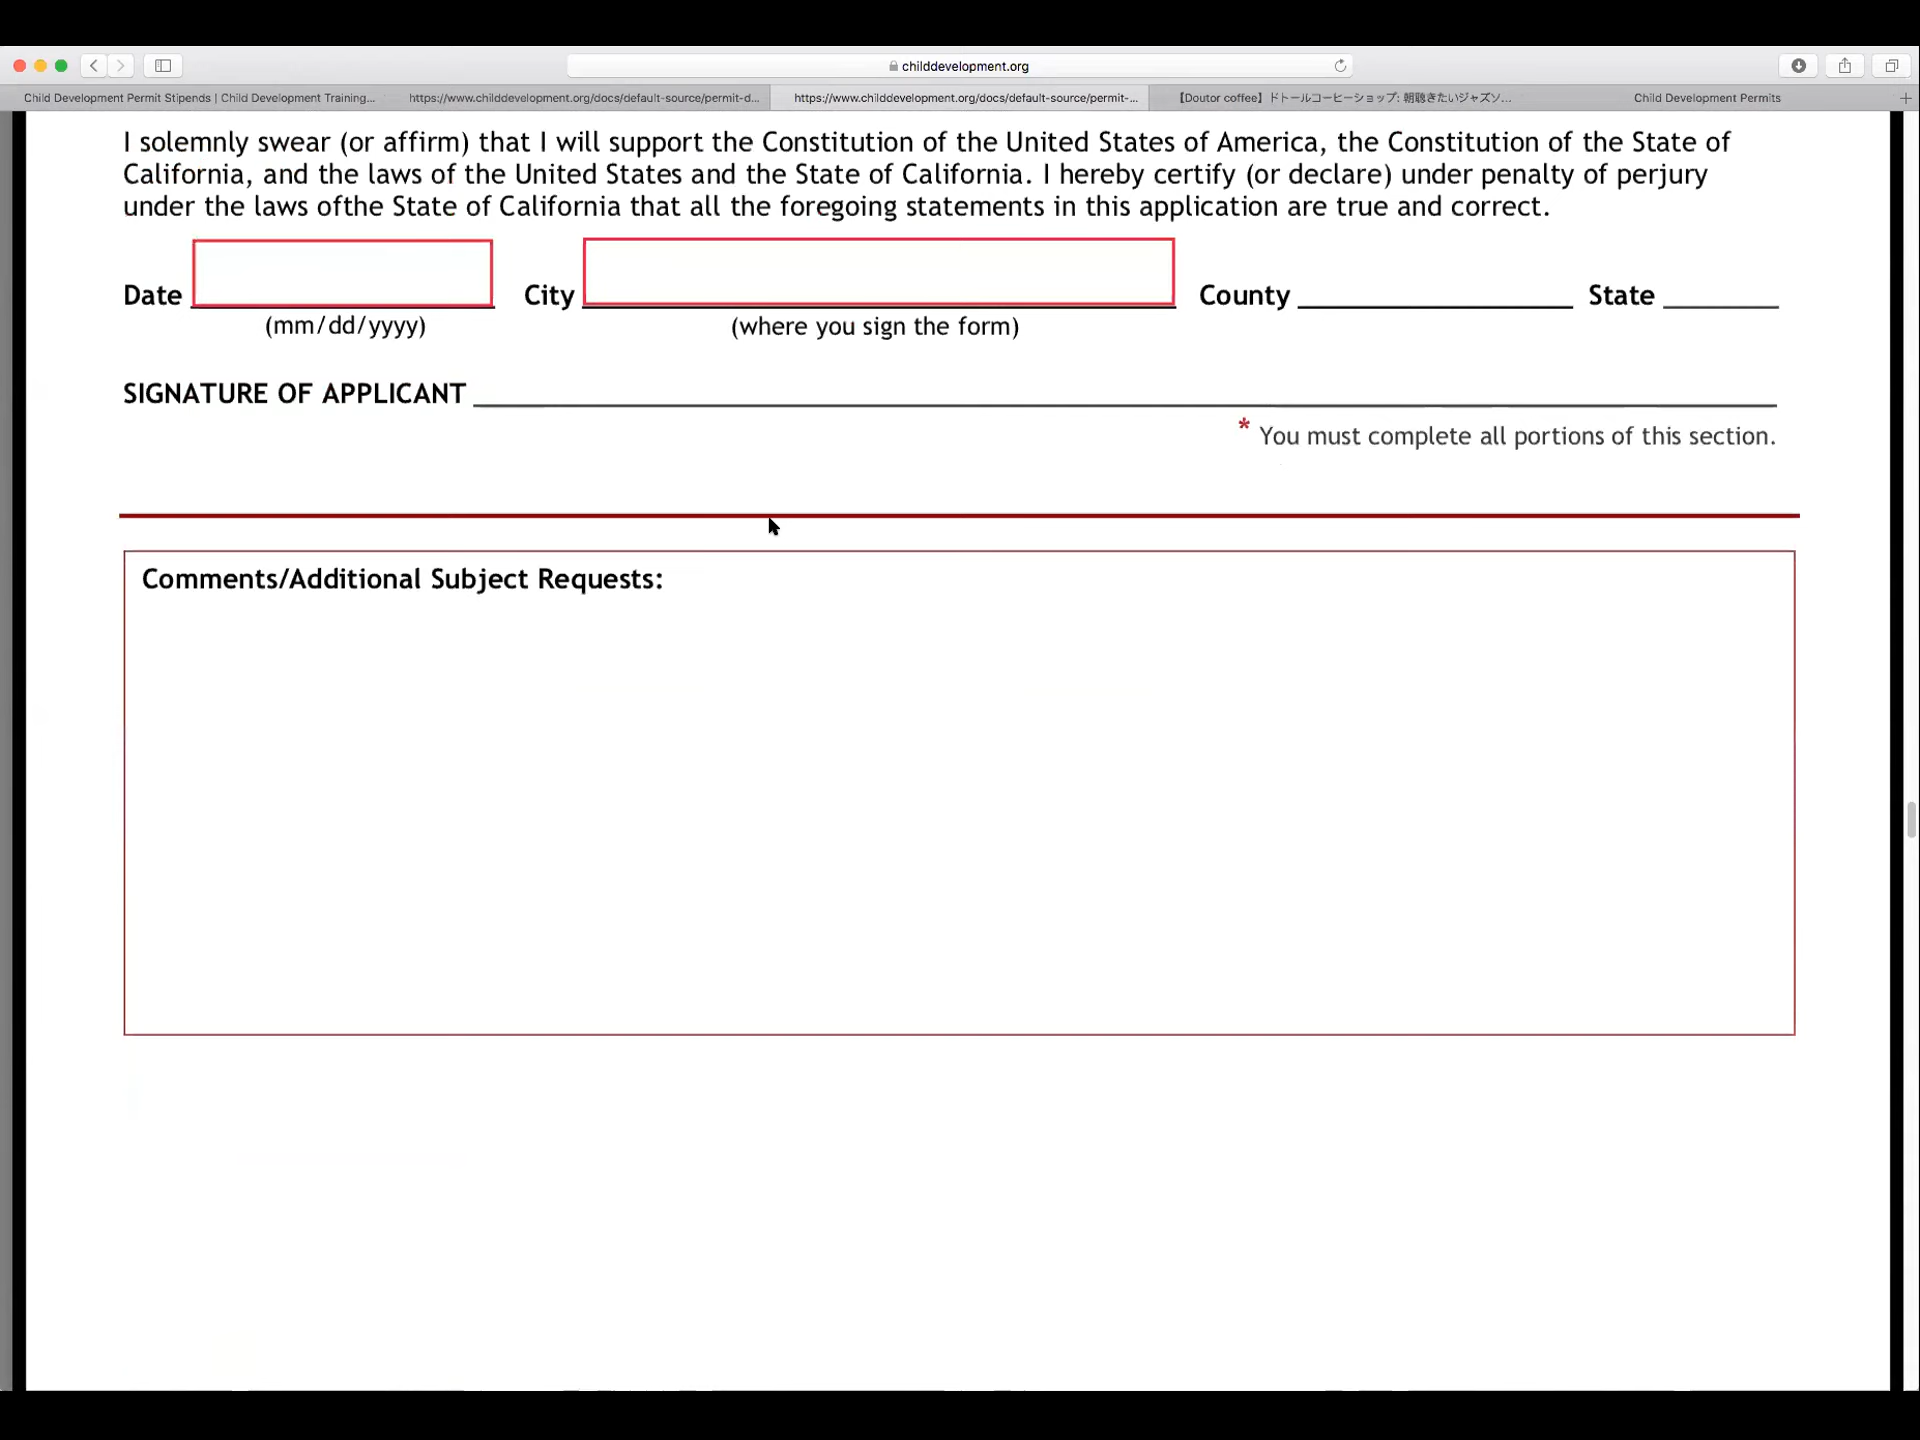 childdevelopment.org
Child Development Permit Stipends | Child Development Training...
https://www.childdevelopment.org/docs/default-source/permit-d...
https://www.childdevelopment.org/docs/default-source/permit-...
【Doutor coffee】ドトールコーヒーショップ: 朝聴きたいジャズソ...
Child Development Permits
I solemnly swear (or affirm) that I will support the Constitution of the United States of America, the Constitution of the State of
California, and the laws of the United States and the State of California. I hereby certify (or declare) under penalty of perjury
under the laws ofthe State of California that all the foregoing statements in this application are true and correct.
Date City County State
(mm/dd/yyyy) (where you sign the form)
SIGNATURE OF APPLICANT
* You must complete all portions of this section.
Comments/Additional Subject Requests: